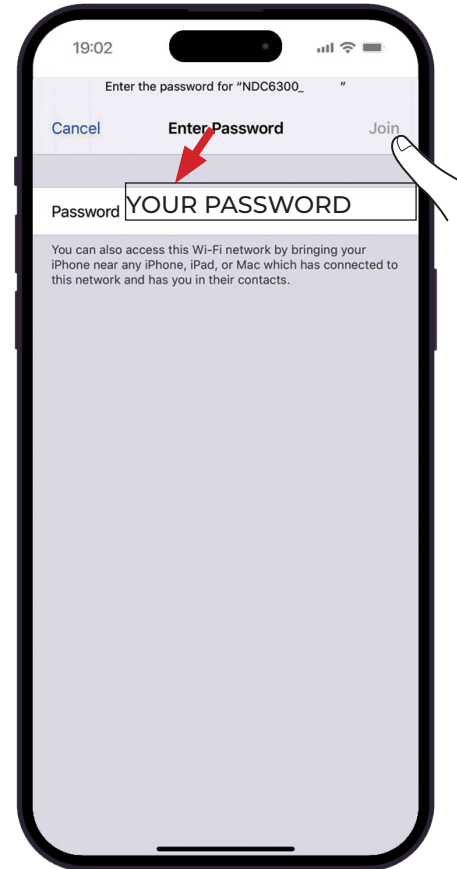 19:02
Enter the password for “NDC6300_ ”
Cancel Enter Password Join
Password YOUR PASSWORD
You can also access this Wi-Fi network by bringing your
iPhone near any iPhone, iPad, or Mac which has connected to
this network and has you in their contacts.